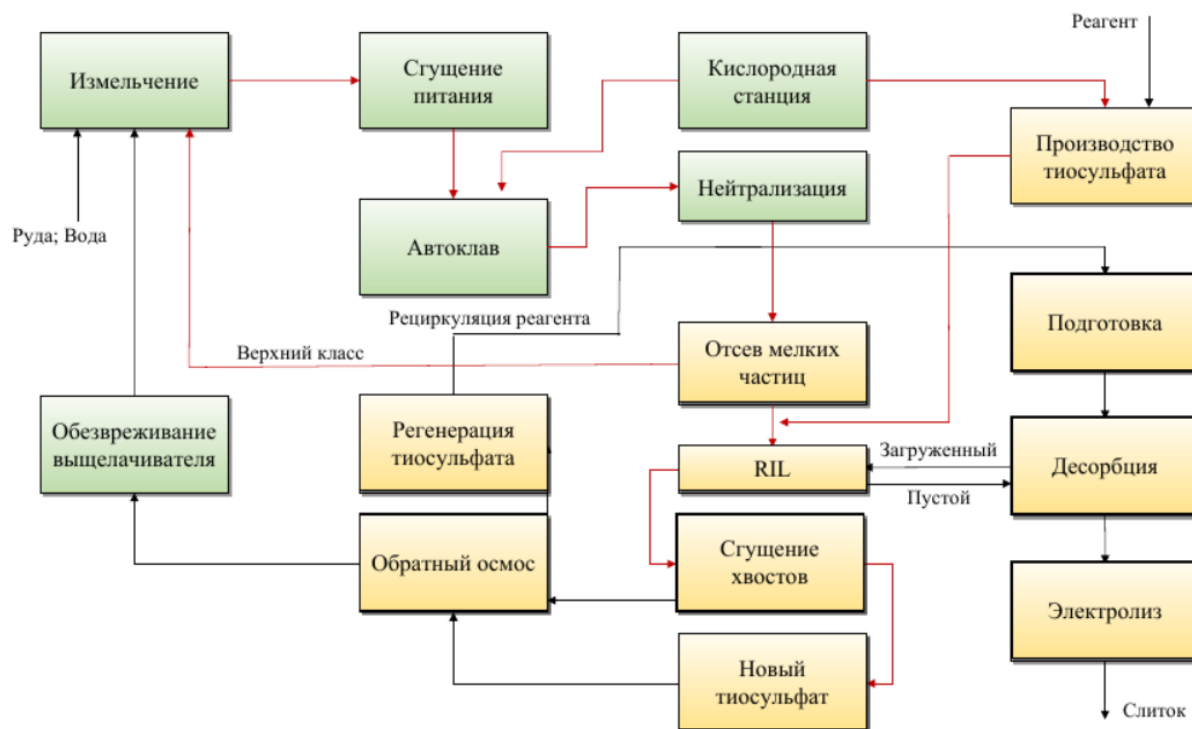 Реагент
Измельчение
Сгущение
питания
Кислородная
станция
Производство
тиосульфата
Нейтрализация
Руда; Вода
Автоклав
Рециркуляция реагента
Подготовка
Верхний класс
Отсев мелких
частиц
Обезвреживание
выщелачивателя
Регенерация
тиосульфата
RIL
Загруженный
Пустой
Десорбция
Обратный осмос
Сгущение
хвостов
Электролиз
Новый
тиосульфат
Слиток